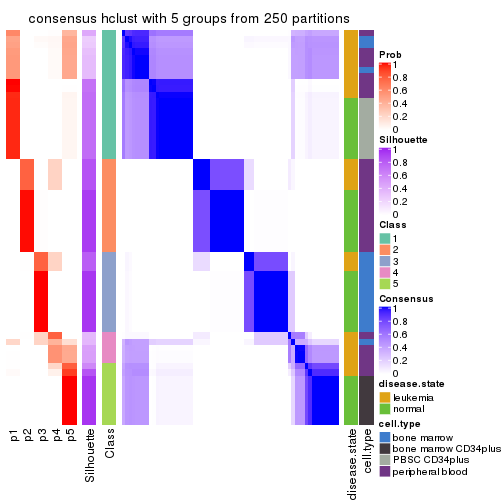 consensus hclust with 5 groups from 250 partitions
Prob
1
0.8
0.6
0.4
0.2
0
Silhouette
1
0.8
0.6
0.4
0.2
0
Class
1
2
3
4
5
Consensus
1
0.8
0.6
0.4
0.2
0
disease.state
leukemia
normal
cell.type
bone marrow
bone marrow CD34plus
PBSC CD34plus
peripheral blood
p1
p2
p3
p4
p5
Silhouette
Class
disease.state
cell.type